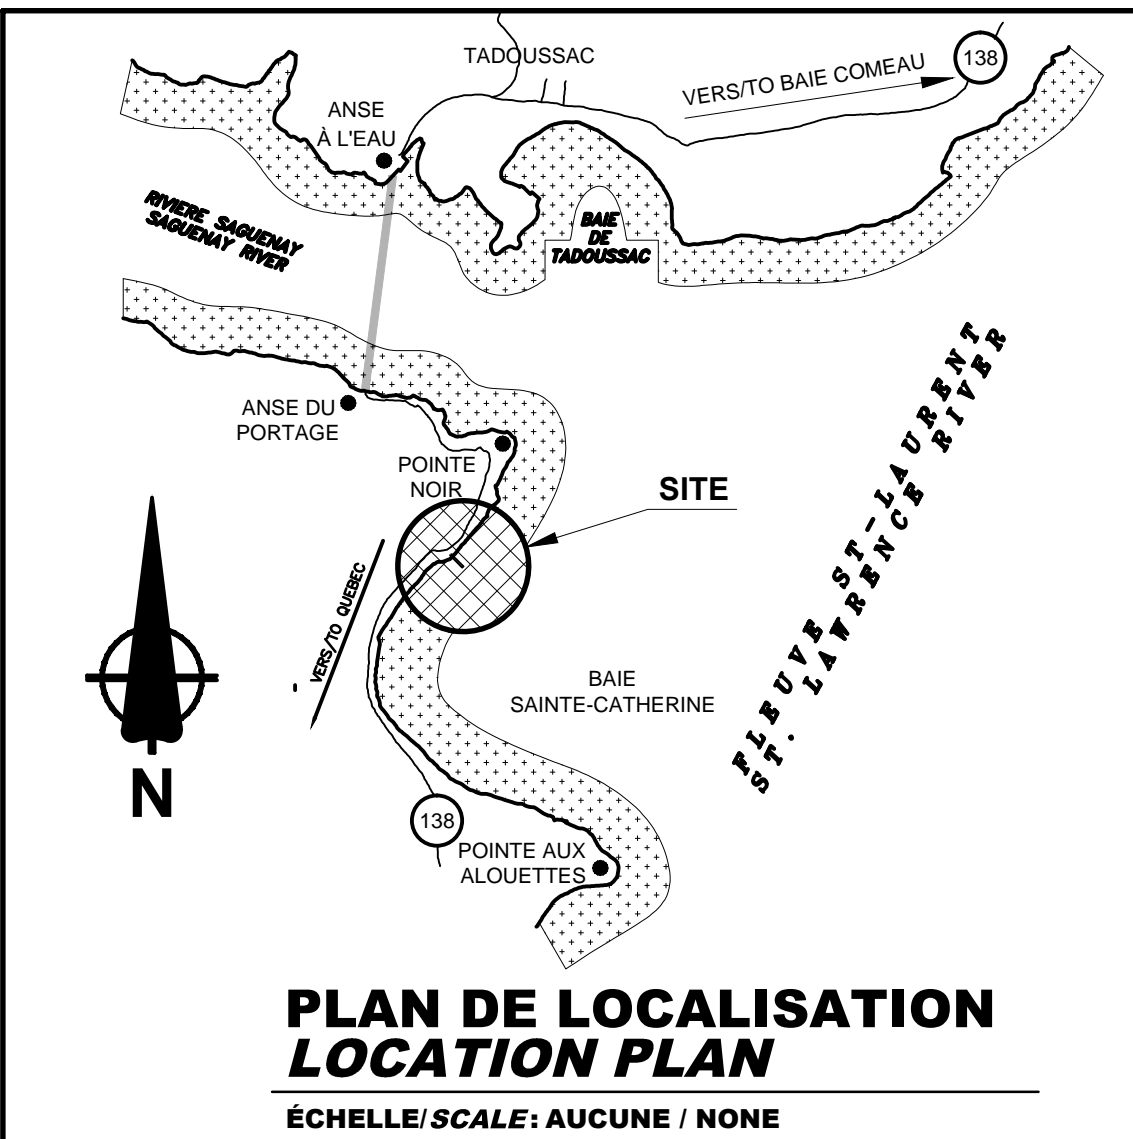 TADOUSSAC
138
VERS/TO BAIE COMEAU
ANSE
À L'EAU
RIVIERE SAGUENAY
SAGUENAY RIVER
BAIE
DE
TADOUSSAC
FLEUVE ST-LAURENT
ST. LAWRENCE RIVER
ANSE DU
PORTAGE
POINTE
NOIR
SITE
VERS/TO QUEBEC
BAIE
SAINTE-CATHERINE
N
138
POINTE AUX
ALOUETTES
PLAN DE LOCALISATION
LOCATION PLAN
ÉCHELLE/SCALE: AUCUNE / NONE